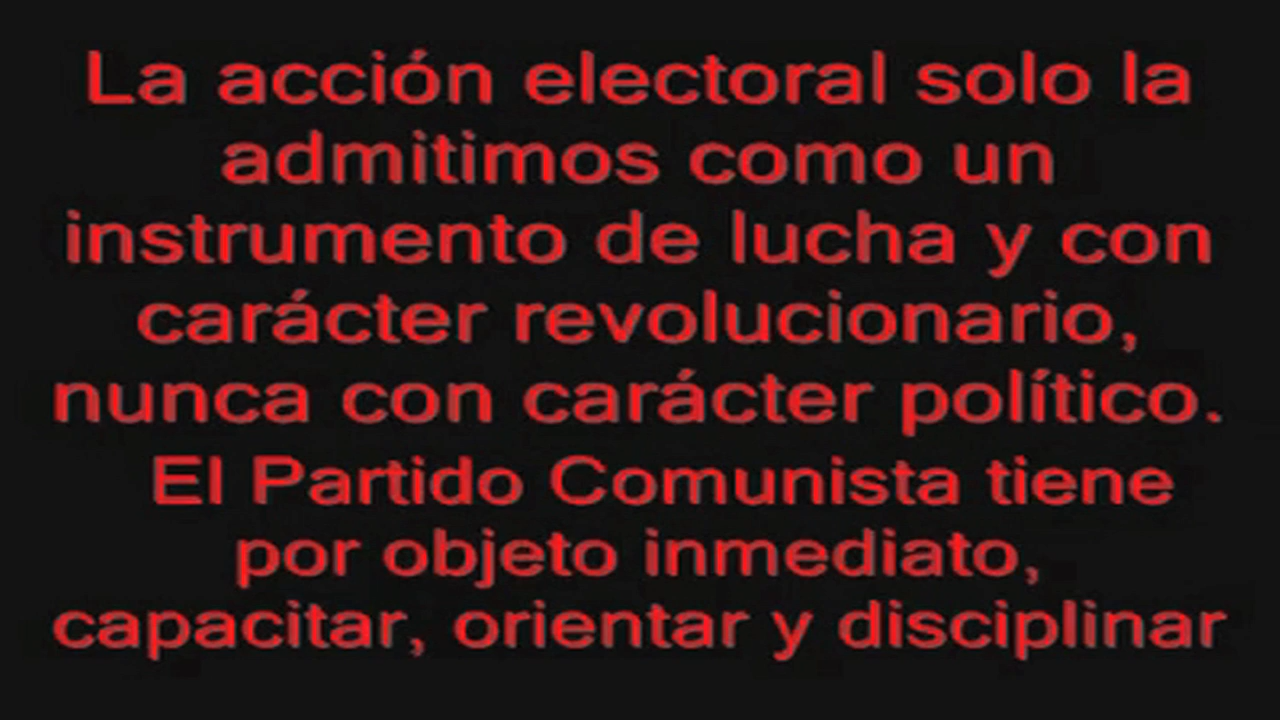 La acción electoral solo la
admitimos como un
instrumento de lucha y con
carácter revolucionario,
nunca con carácter político.
El Partido Comunista tiene
por objeto inmediato,
capacitar, orientar y disciplinar